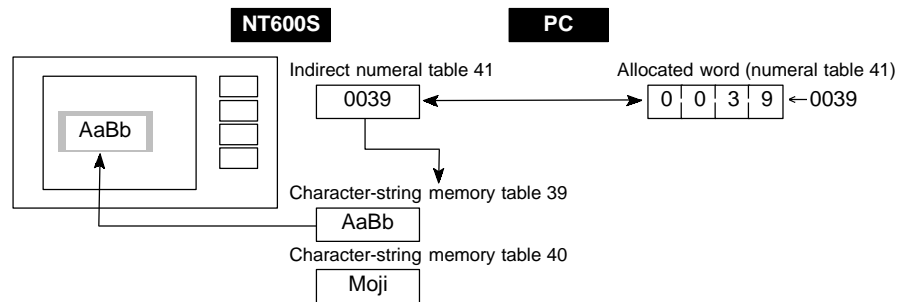 NT600S PC
Indirect numeral table 41 Allocated word (numeral table 41)
0039 0 0 3 9 ←0039
AaBb
Character-string memory table 39
AaBb
Character-string memory table 40
Moji